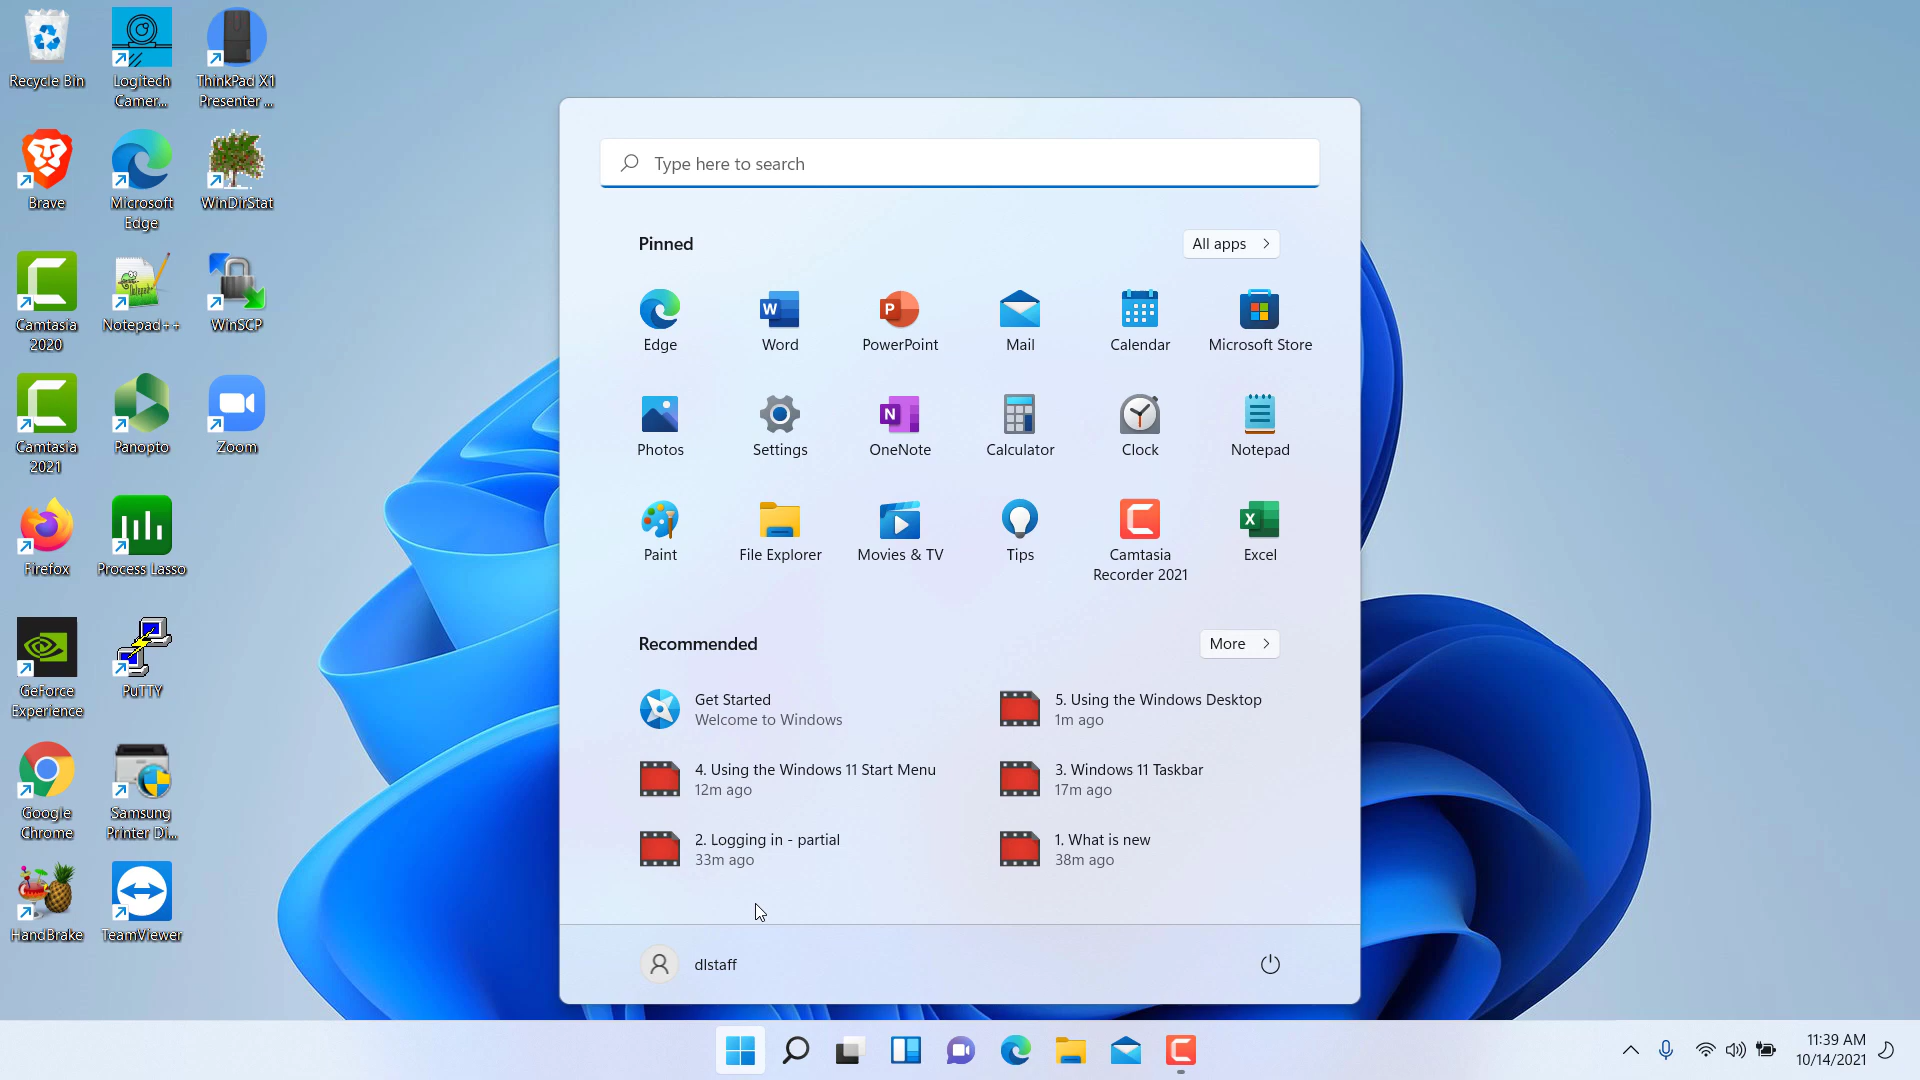 Recycle Bin
Logitech
Camer...
ThinkPad X1
Presenter ...
Brave
Microsoft
Edge
WinDirStat
Camtasia
2020
Notepad++
WinSCP
Camtasia
2021
Panopto
Zoom
Firefox
Process Lasso
GeForce
Experience
PuTTY
Google
Chrome
Samsung
Printer Di...
HandBrake
TeamViewer
Type here to search
Pinned
All apps
Edge
Word
PowerPoint
Mail
Calendar
Microsoft Store
Photos
Settings
OneNote
Calculator
Clock
Notepad
Paint
File Explorer
Movies & TV
Tips
Camtasia
Recorder 2021
Excel
Recommended
More
Get Started
Welcome to Windows
5. Using the Windows Desktop
1m ago
4. Using the Windows 11 Start Menu
12m ago
3. Windows 11 Taskbar
17m ago
2. Logging in - partial
33m ago
1. What is new
38m ago
dlstaff
11:39 AM
10/14/2021